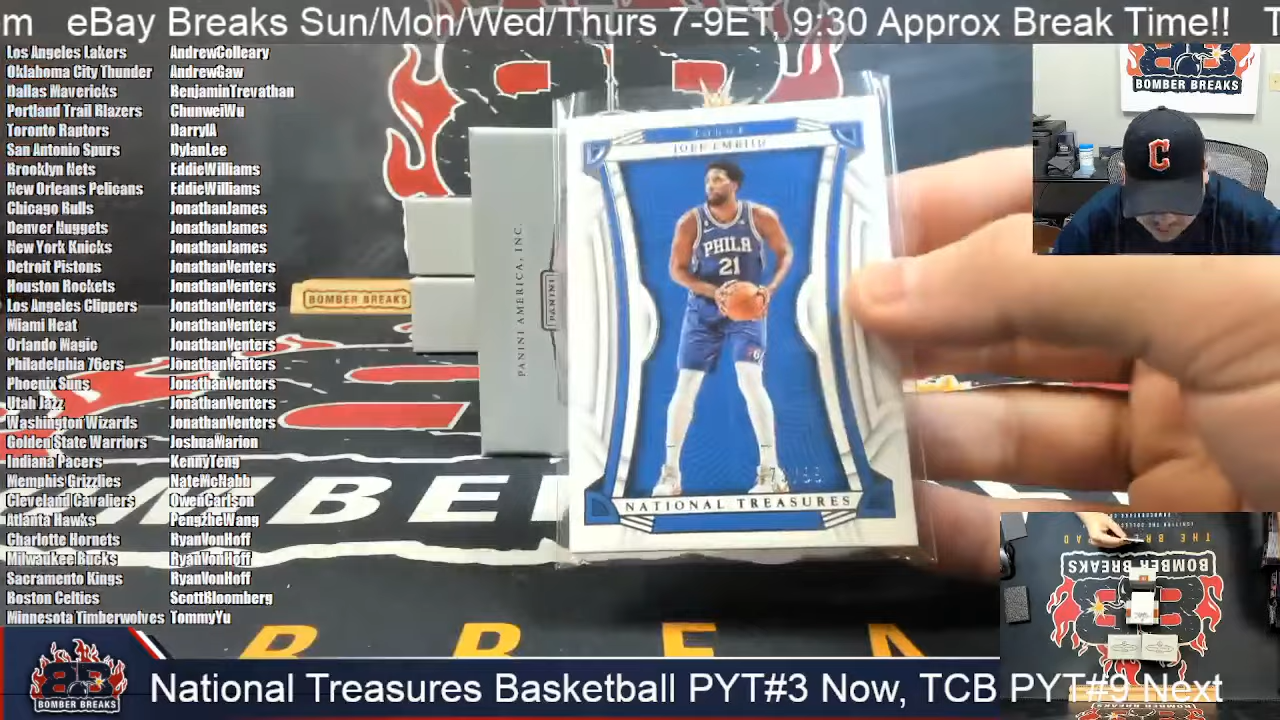 m eBay Breaks Sun/Mon/Wed/Thurs 7-9ET, 9:30 Approx Break Time!! T
Los Angeles Lakers AndrewColleary
Oklahoma City Thunder AndrewGaw
Dallas Mavericks BenjaminTrevathan
Portland Trail Blazers ChunweiWu
Toronto Raptors DarrylA
San Antonio Spurs DylanLee
Brooklyn Nets EddieWilliams
New Orleans Pelicans EddieWilliams
Chicago Bulls JonathanJames
Denver Nuggets JonathanJames
New York Knicks JonathanJames
Detroit Pistons JonathanVenters
Houston Rockets JonathanVenters
Los Angeles Clippers JonathanVenters
Miami Heat JonathanVenters
Orlando Magic JonathanVenters
Philadelphia 76ers JonathanVenters
Phoenix Suns JonathanVenters
Utah Jazz JonathanVenters
Washington Wizards JonathanVenters
Golden State Warriors JoshuaMarion
Indiana Pacers KennyTeng
Memphis Grizzlies NateMcNabb
Cleveland Cavaliers OwenCarlson
Atlanta Hawks PengzheWang
Charlotte Hornets RyanVonHoff
Milwaukee Bucks RyanVonHoff
Sacramento Kings RyanVonHoff
Boston Celtics ScottBloomberg
Minnesota Timberwolves TommyYu
BOMBER BREAKS
PANINI AMERICA, INC.
PANINI
JOEL EMBIID
PHILA
21
NATIONAL TREASURES
BOMBER BREAKS
C
BOMBER BREAKS
BOMBER BREAKS
National Treasures Basketball PYT#3 Now, TCB PYT#9 Next